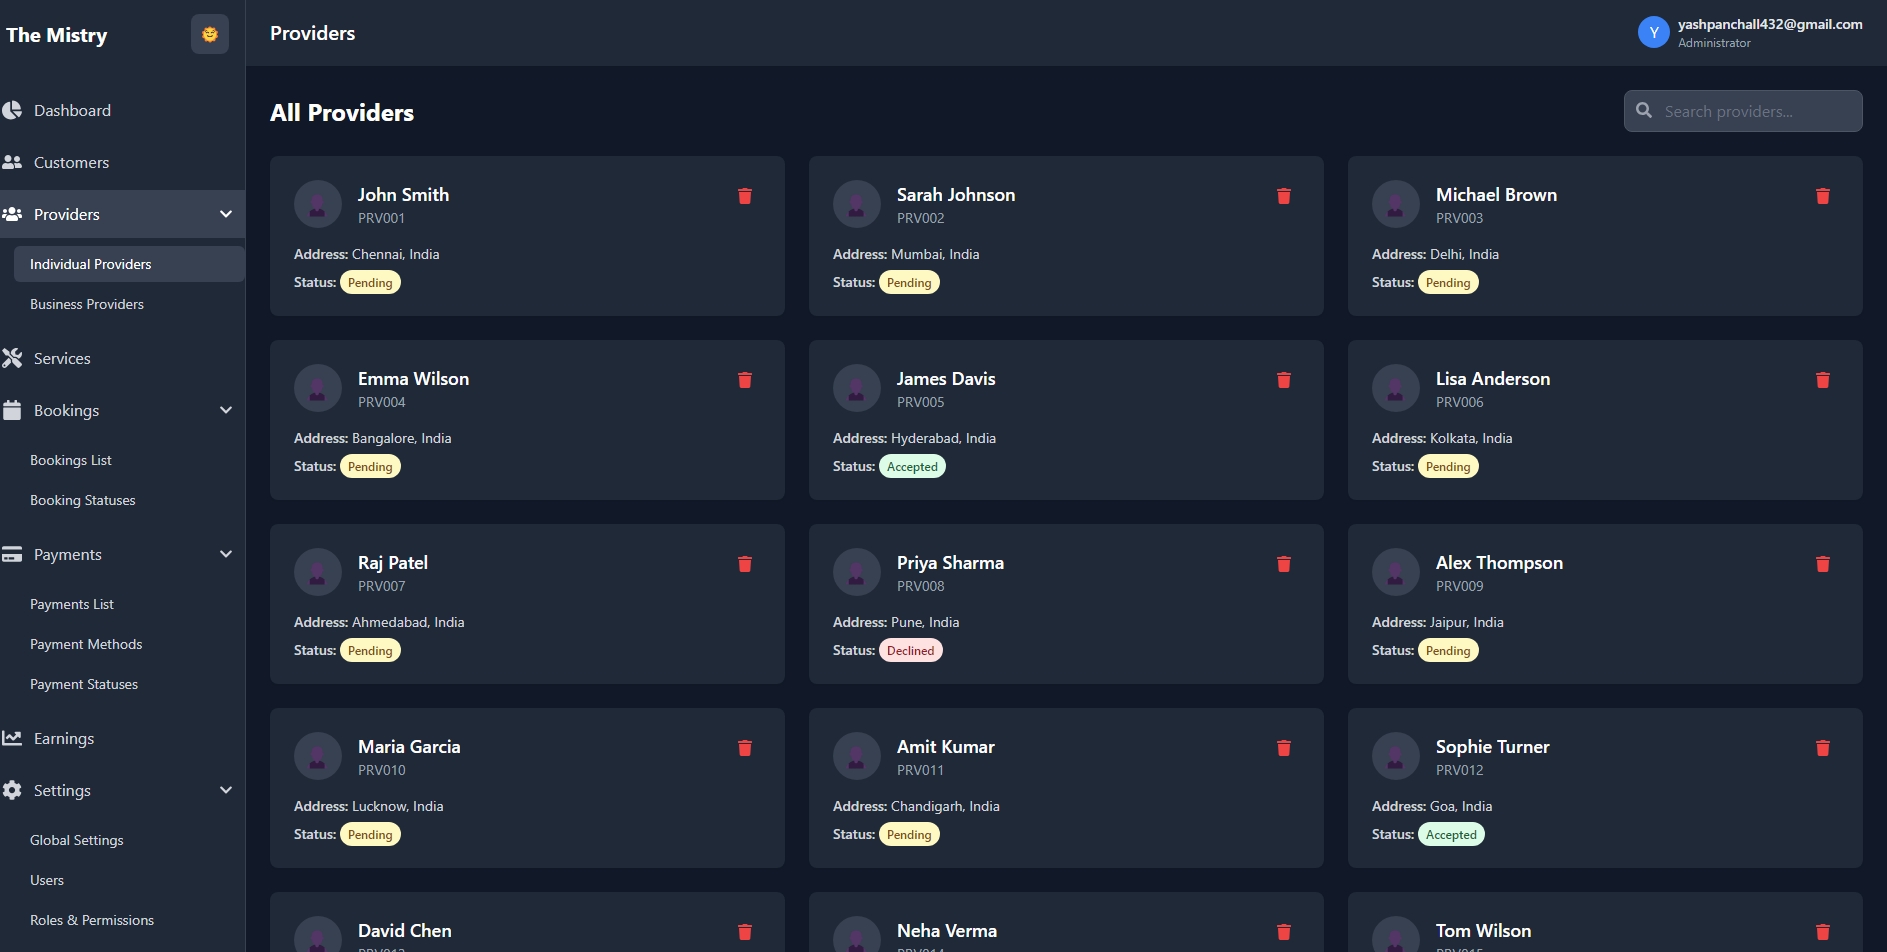 The Mistry
Dashboard
Customers
Providers
Individual Providers
Business Providers
Services
Bookings
Bookings List
Booking Statuses
Payments
Payments List
Payment Methods
Payment Statuses
Earnings
Settings
Global Settings
Users
Roles & Permissions
Providers
Y
yashpanchall432@gmail.com
Administrator
All Providers
Search providers...
John Smith
PRV001
Address: Chennai, India
Status: Pending
Sarah Johnson
PRV002
Address: Mumbai, India
Status: Pending
Michael Brown
PRV003
Address: Delhi, India
Status: Pending
Emma Wilson
PRV004
Address: Bangalore, India
Status: Pending
James Davis
PRV005
Address: Hyderabad, India
Status: Accepted
Lisa Anderson
PRV006
Address: Kolkata, India
Status: Pending
Raj Patel
PRV007
Address: Ahmedabad, India
Status: Pending
Priya Sharma
PRV008
Address: Pune, India
Status: Declined
Alex Thompson
PRV009
Address: Jaipur, India
Status: Pending
Maria Garcia
PRV010
Address: Lucknow, India
Status: Pending
Amit Kumar
PRV011
Address: Chandigarh, India
Status: Pending
Sophie Turner
PRV012
Address: Goa, India
Status: Accepted
David Chen
Neha Verma
Tom Wilson